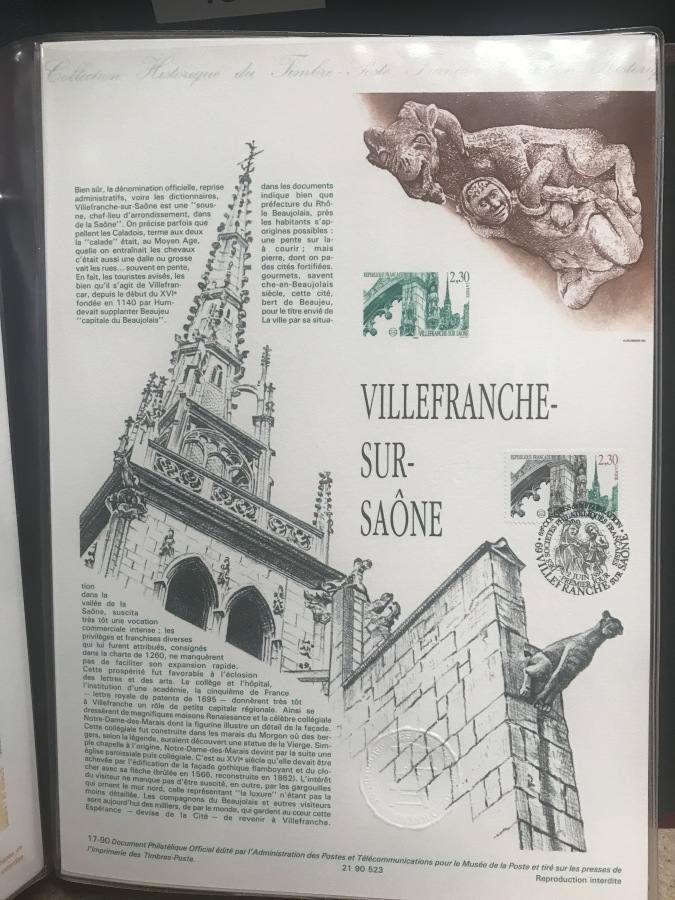 Collection Historique du Timbre-Poste Français
Bien sûr, la dénomination officielle, reprise
administratifs, voire les dictionnaires,
Villefranche-sur-Saône est une "sous-
ne, chef-lieu d'arrondissement, dans
de la Saône". On précise parfois que
pellent les Caladois, terme aux deux
la "calade" était, au Moyen Age,
quelle on entraînait les chevaux
c'était aussi une dalle ou grosse
vait les rues... souvent en pente,
En fait, les touristes avisés, les
bien qu'il s'agit de Villefran-
car, depuis le début du XVIe
fondée en 1140 par Hum-
devait supplanter Beaujeu
"capitale du Beaujolais".
dans les documents
indique bien que
préfecture du Rhô-
le Beaujolais, près
les habitants s'ap-
origines possibles :
une pente sur la-
à courir ; mais
pierre, dont on pa-
des cités fortifiées.
gourmets, savent
che-en-Beaujolais
siècle, cette cité,
bert de Beaujeu,
pour le titre envié de
La ville par sa situa-
REPUBLIQUE FRANÇAISE
2,30
LA POSTE
VILLEFRANCHE SUR SAÔNE
VILLEFRANCHE-
SUR-
SAÔNE
REPUBLIQUE FRANÇAISE
2,30
LA POSTE
DES SOCIETES PHILATELIQUES FRANÇAISES
JUIN
PREMIER JOUR
69 VILLEFRANCHE SUR SAÔNE
tion
dans la
vallée de la
Saône, suscita
très tôt une vocation
commerciale intense ; les
privilèges et franchises diverses
qui lui furent attribués, consignés
dans la charte de 1260, ne manquèrent
pas de faciliter son expansion rapide.
Cette prospérité fut favorable à l'éclosion
des lettres et des arts. Le collège et l'hôpital,
l'institution d'une académie, la cinquième de France
— lettre royale de patente de 1695 — donnèrent très tôt
à Villefranche un rôle de petite capitale régionale. Ainsi se
dressèrent de magnifiques maisons Renaissance et la célèbre collégiale
Notre-Dame-des-Marais dont la figurine illustre un détail de la façade.
Cette collégiale fut construite dans les marais du Morgon où des ber-
gers, selon la légende, auraient découvert une statue de la Vierge. Sim-
ple chapelle à l'origine, Notre-Dame-des-Marais devint par la suite une
église paroissiale puis collégiale. C'est au XVIe siècle qu'elle devait être
achevée par l'édification de la façade gothique flamboyant et du clo-
cher avec sa flèche (brûlée en 1566, reconstruite en 1862). L'intérêt
du visiteur ne manque pas d'être suscité, en outre, par les gargouilles
qui ornent le mur nord, celle représentant "la luxure" n'étant pas la
moins détaillée. Les compagnons du Beaujolais et autres visiteurs
sont aujourd'hui des milliers, de par le monde, qui gardent au cœur cette
Espérance — devise de la Cité — de revenir à Villefranche.
17-90 Document Philatélique Officiel édité par l'Administration des Postes et Télécommunications pour le Musée de la Poste et tiré sur les presses de
l'Imprimerie des Timbres-Poste.
21 90 523
Reproduction interdite